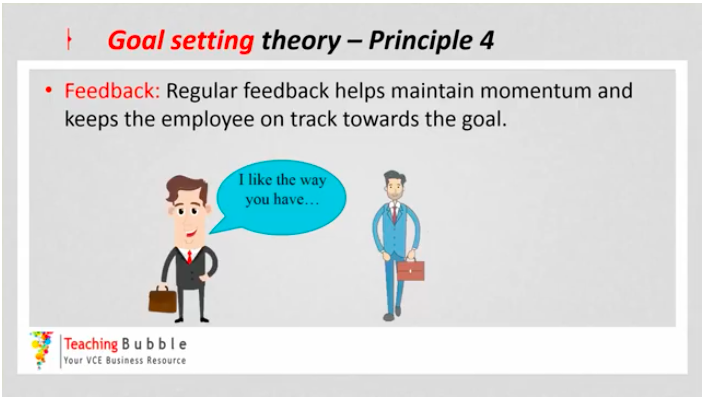 Goal setting theory – Principle 4
• Feedback: Regular feedback helps maintain momentum and
keeps the employee on track towards the goal.
I like the way
you have…
Teaching Bubble
Your VCE Business Resource